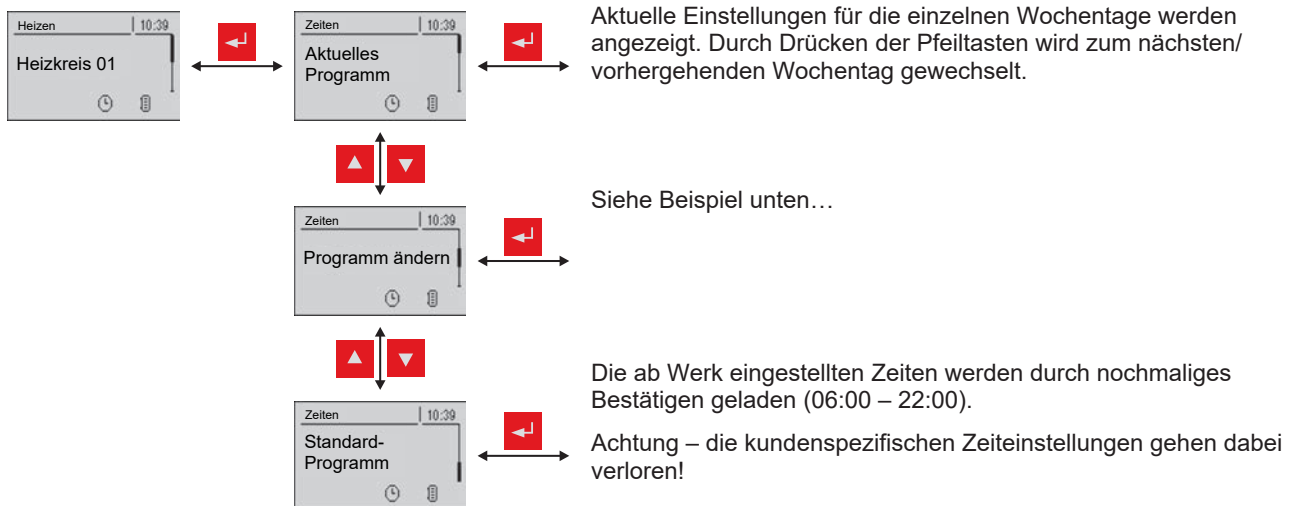 Heizen 10:39
Heizkreis 01
Zeiten 10:39
Aktuelles
Programm
Aktuelle Einstellungen für die einzelnen Wochentage werden
angezeigt. Durch Drücken der Pfeiltasten wird zum nächsten/
vorhergehenden Wochentag gewechselt.
Zeiten 10:39
Programm ändern
Siehe Beispiel unten…
Zeiten 10:39
Standard-
Programm
Die ab Werk eingestellten Zeiten werden durch nochmaliges
Bestätigen geladen (06:00 – 22:00).
Achtung – die kundenspezifischen Zeiteinstellungen gehen dabei
verloren!